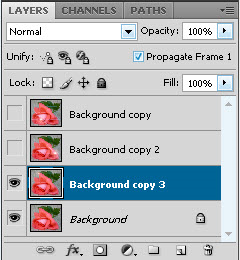 LAYERS CHANNELS PATHS
Normal Opacity: 100%
Unify: Propagate Frame 1
Lock: Fill: 100%
Background copy
Background copy 2
Background copy 3
Background
fx.